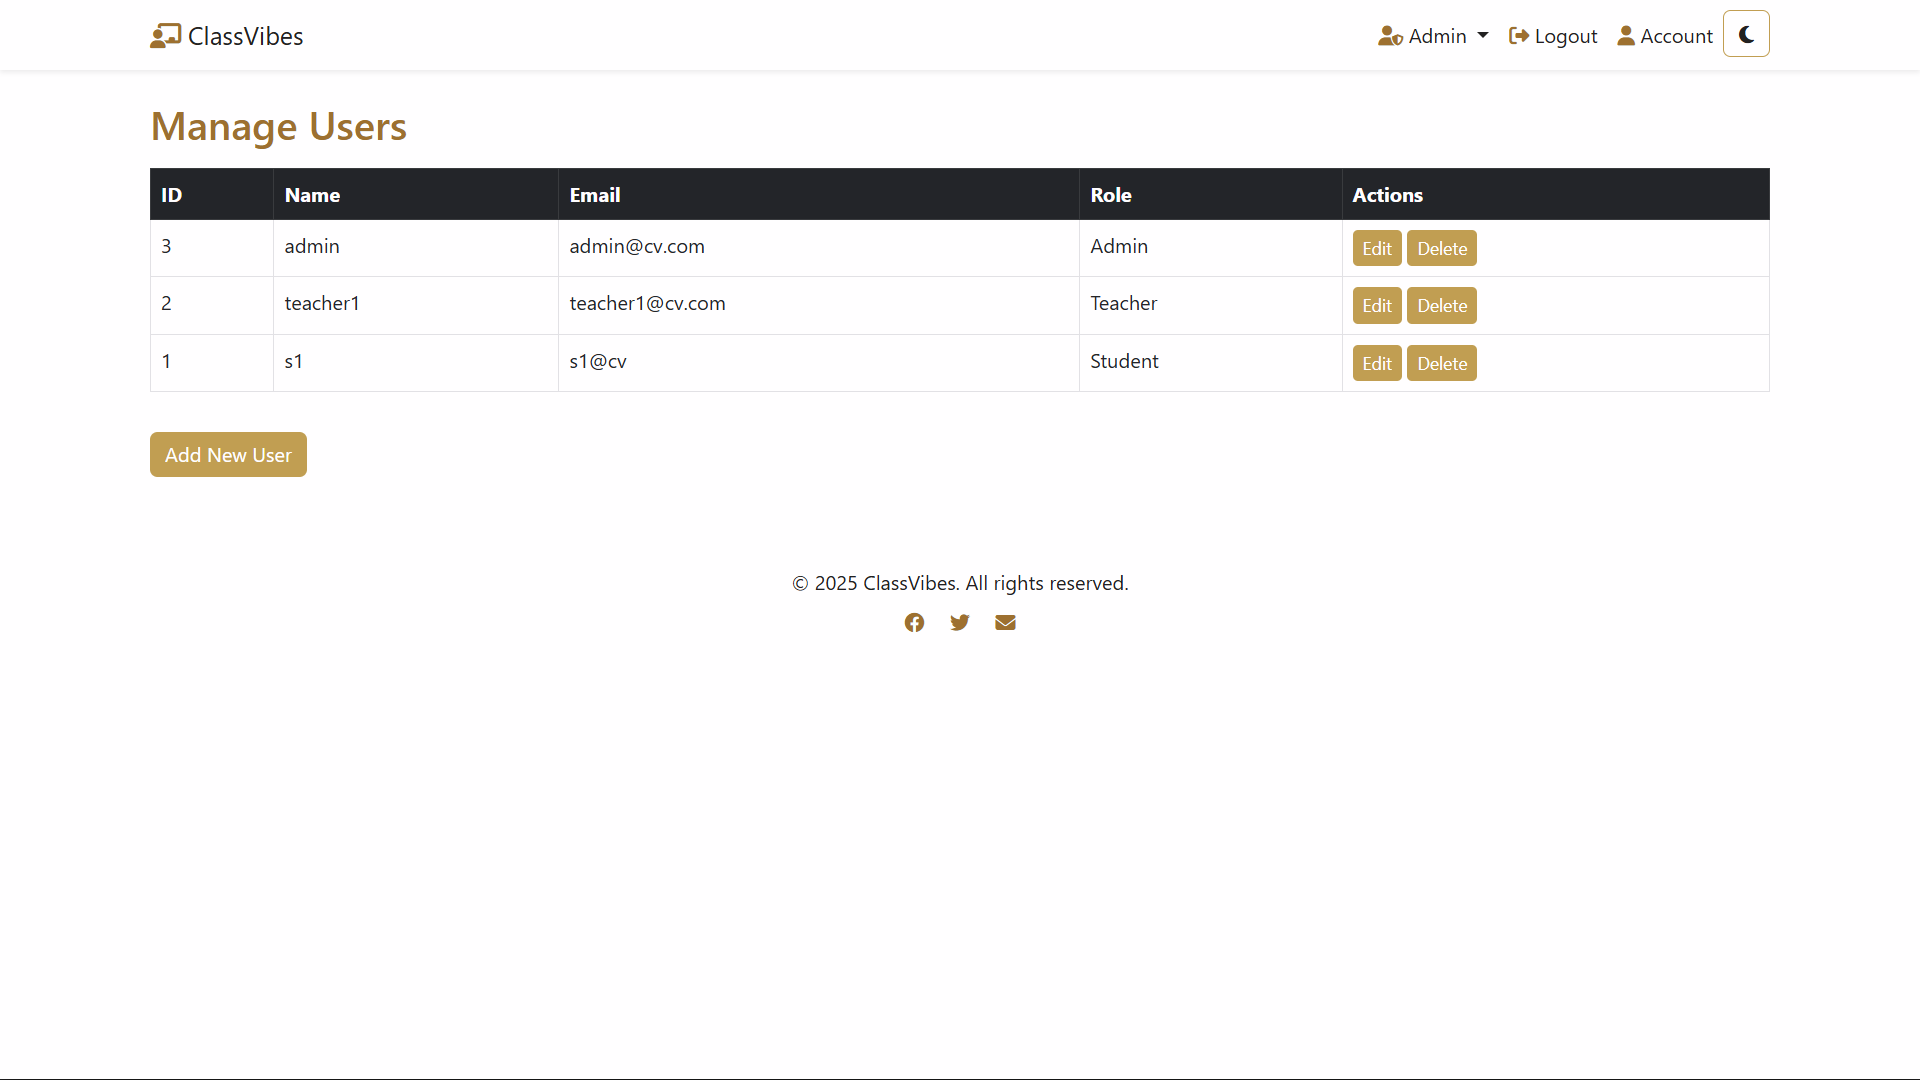 ClassVibes Admin Logout Account
Manage Users
ID Name Email Role Actions
3 admin admin@cv.com Admin Edit Delete
2 teacher1 teacher1@cv.com Teacher Edit Delete
1 s1 s1@cv Student Edit Delete
Add New User
© 2025 ClassVibes. All rights reserved.